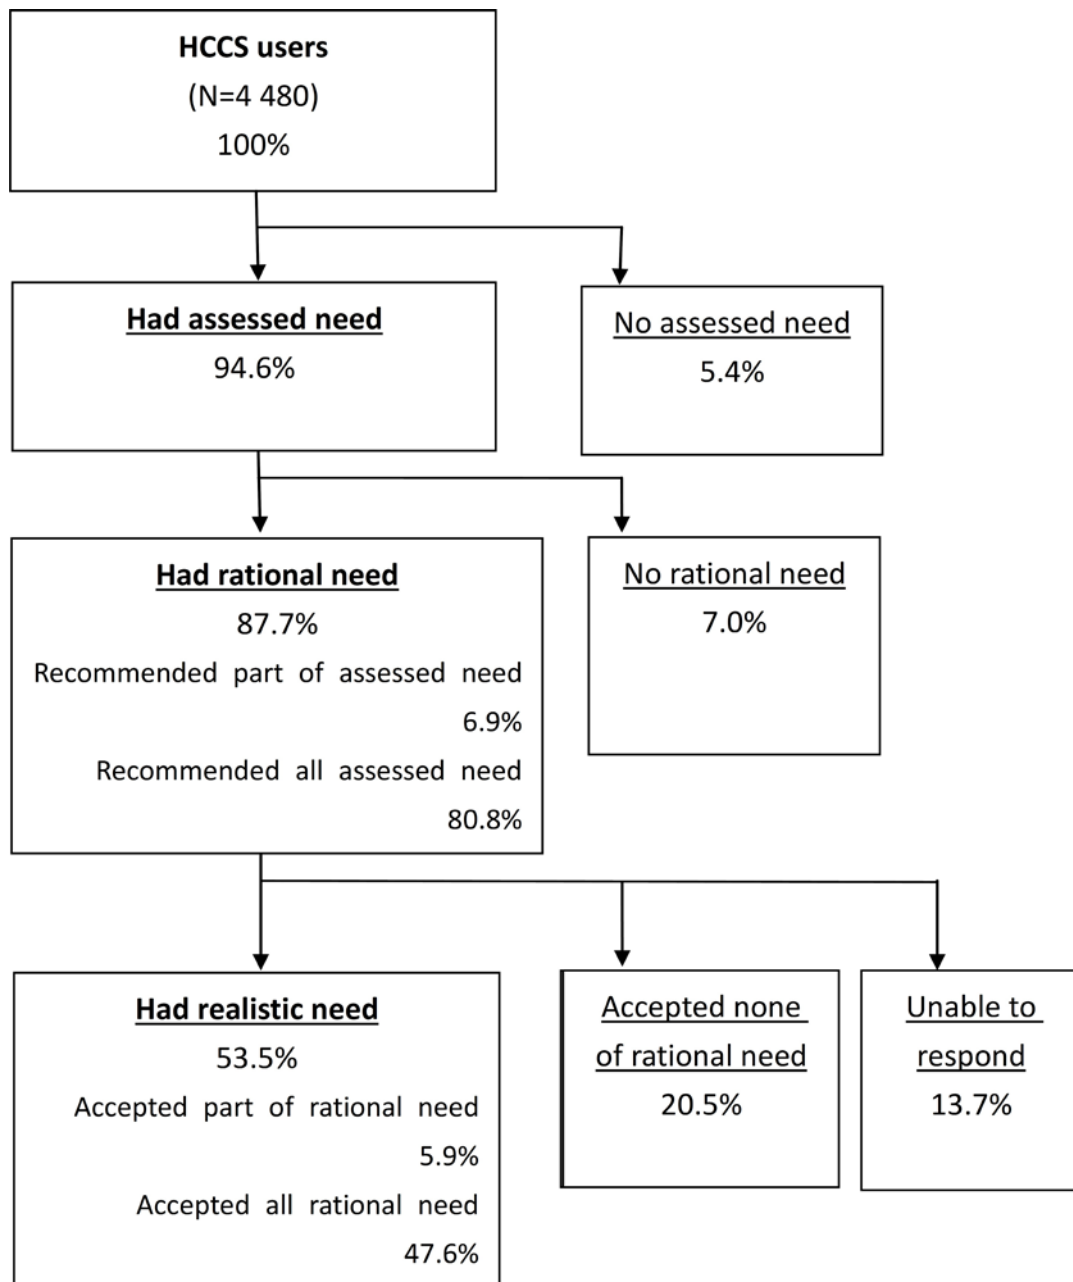 HCCS users
(N=4 480)
100%
Had assessed need
94.6%
No assessed need
5.4%
Had rational need
87.7%
Recommended part of assessed need
6.9%
Recommended all assessed need
80.8%
No rational need
7.0%
Had realistic need
53.5%
Accepted part of rational need
5.9%
Accepted all rational need
47.6%
Accepted none
of rational need
20.5%
Unable to
respond
13.7%